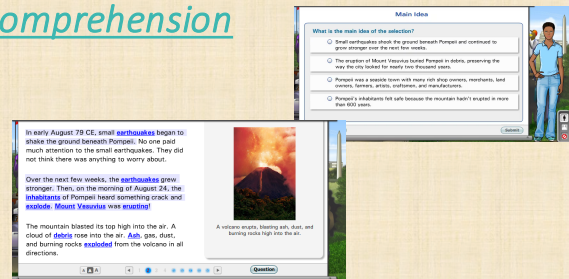 omprehension
Main Idea
What is the main idea of the selection?
Small earthquakes shook the ground beneath Pompeii and continued to
grow stronger over the next few weeks.
The eruption of Mount Vesuvius buried Pompeii in debris, preserving the
way the city looked for nearly two thousand years.
Pompeii was a seaside town with many rich shop owners, merchants, land
owners, farmers, artists, craftsmen, and manufacturers.
Pompeii's inhabitants felt safe because the mountain hadn't erupted in more
than 600 years.
Submit
In early August 79 CE, small earthquakes began to
shake the ground beneath Pompeii. No one paid
much attention to the small earthquakes. They did
not think there was anything to worry about.
Over the next few weeks, the earthquakes grew
stronger. Then, on the morning of August 24, the
inhabitants of Pompeii heard something crack and
explode. Mount Vesuvius was erupting!
The mountain blasted its top high into the air. A
cloud of debris rose into the air. Ash, gas, dust,
and burning rocks exploded from the volcano in all
directions.
A volcano erupts, blasting ash, dust, and
burning rocks high into the air.
A A A
Question